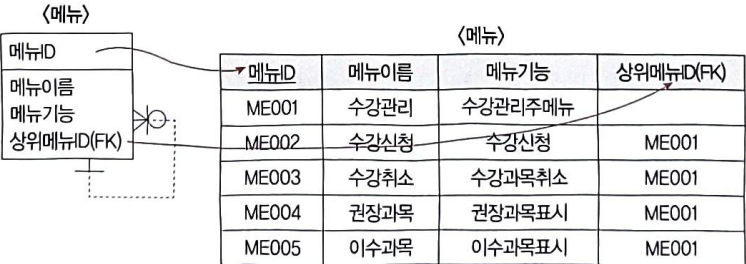 〈메뉴〉
메뉴ID
메뉴이름
메뉴기능
상위메뉴ID(FK)
〈메뉴〉
메뉴ID 메뉴이름 메뉴기능 상위메뉴ID(FK)
ME001 수강관리 수강관리주메뉴
ME002 수강신청 수강신청 ME001
ME003 수강취소 수강과목취소 ME001
ME004 권장과목 권장과목표시 ME001
ME005 이수과목 이수과목표시 ME001